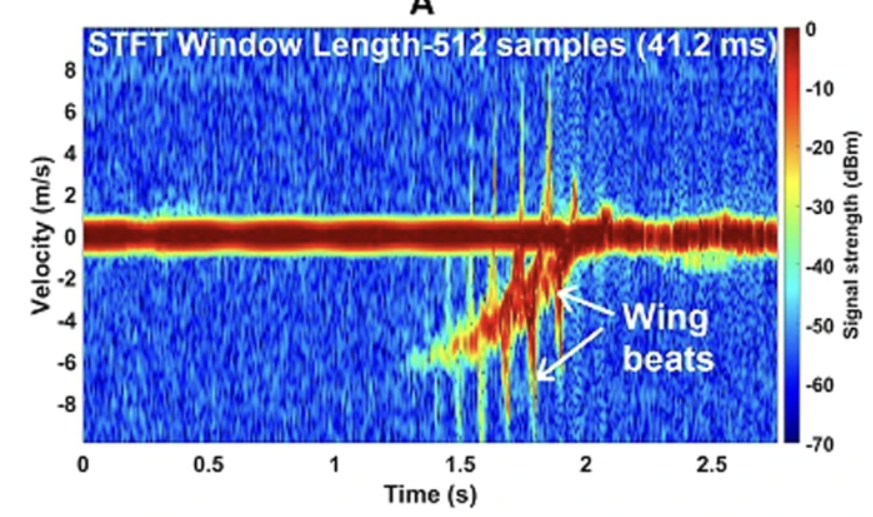 A
STFT Window Length-512 samples (41.2 ms)
Velocity (m/s)
8
6
4
2
0
-2
-4
-6
-8
Wing
beats
0 0.5 1 1.5 2 2.5
Time (s)
0
-10
-20
-30
-40
-50
-60
-70
Signal strength (dBm)